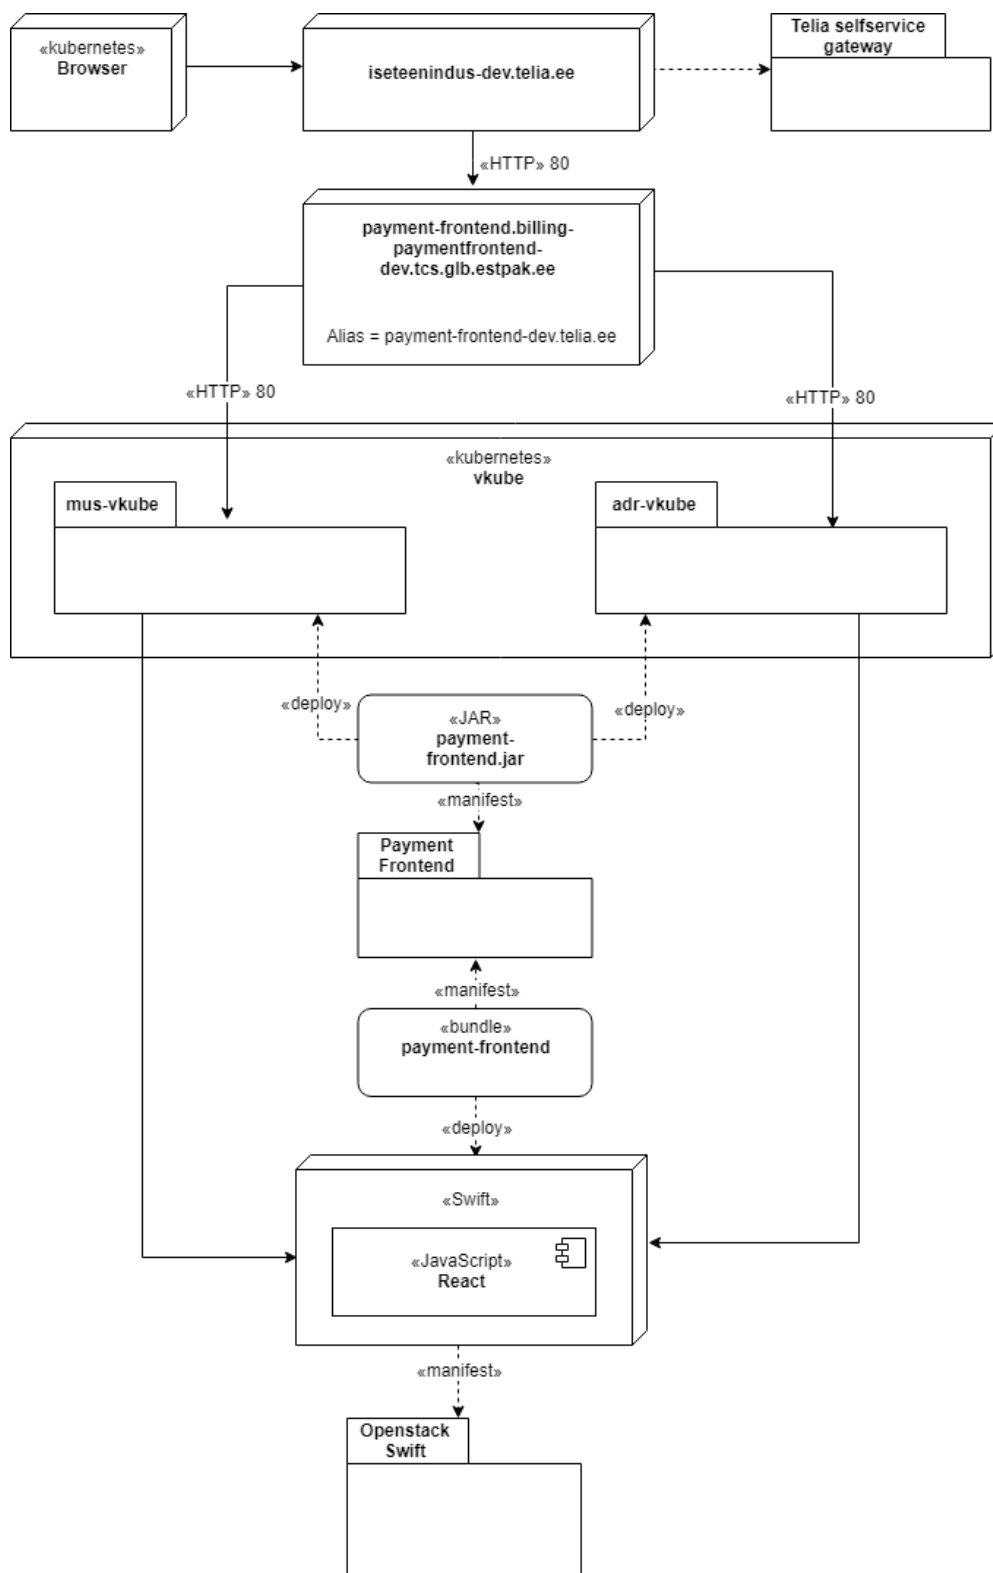 «kubernetes»
Browser
iseteenindus-dev.telia.ee
Telia selfservice
gateway
«HTTP» 80
payment-frontend.billing-
paymentfrontend-
dev.tcs.glb.estpak.ee
Alias = payment-frontend-dev.telia.ee
«HTTP» 80
«HTTP» 80
«kubernetes»
vkube
mus-vkube
adr-vkube
«deploy»
«deploy»
«JAR»
payment-
frontend.jar
«manifest»
Payment
Frontend
«manifest»
«bundle»
payment-frontend
«deploy»
«Swift»
«JavaScript»
React
«manifest»
Openstack
Swift